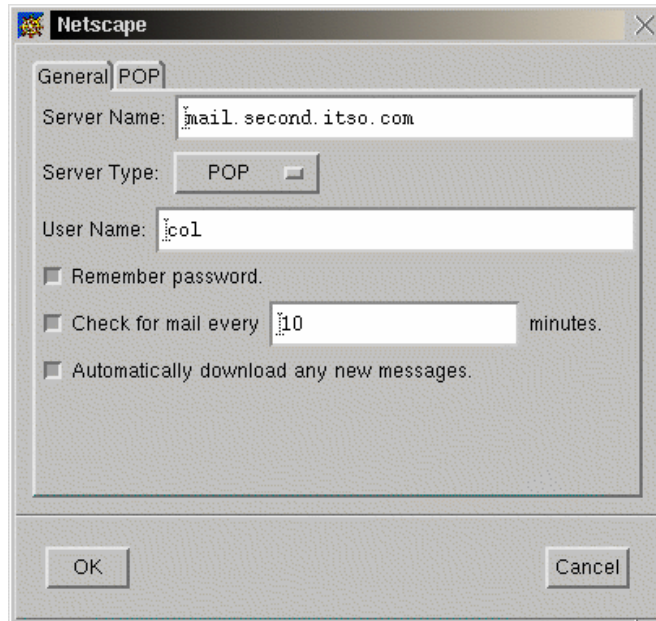 Netscape
General POP
Server Name: mail.second.itso.com
Server Type: POP
User Name: col
Remember password.
Check for mail every 10 minutes.
Automatically download any new messages.
OK Cancel